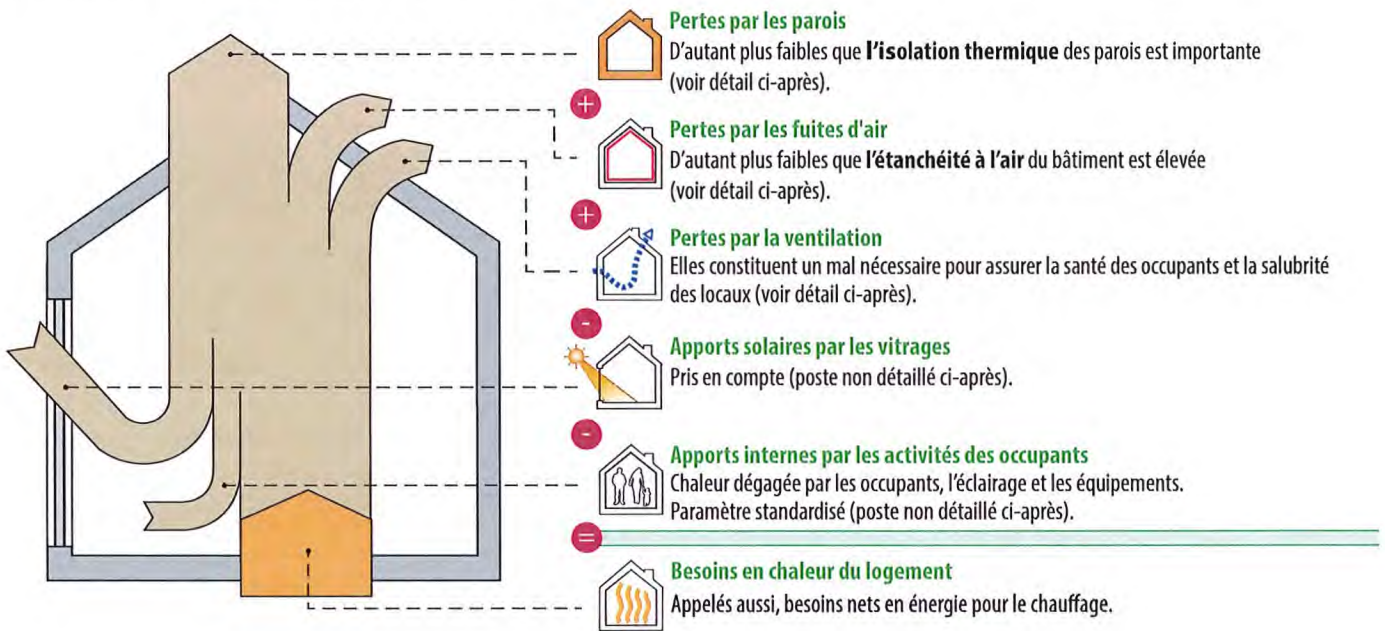 Pertes par les parois
D'autant plus faibles que l'isolation thermique des parois est importante
(voir détail ci-après).
+
Pertes par les fuites d'air
D'autant plus faibles que l'étanchéité à l'air du bâtiment est élevée
(voir détail ci-après).
+
Pertes par la ventilation
Elles constituent un mal nécessaire pour assurer la santé des occupants et la salubrité
des locaux (voir détail ci-après).
-
Apports solaires par les vitrages
Pris en compte (poste non détaillé ci-après).
-
Apports internes par les activités des occupants
Chaleur dégagée par les occupants, l'éclairage et les équipements.
Paramètre standardisé (poste non détaillé ci-après).
=
Besoins en chaleur du logement
Appelés aussi, besoins nets en énergie pour le chauffage.